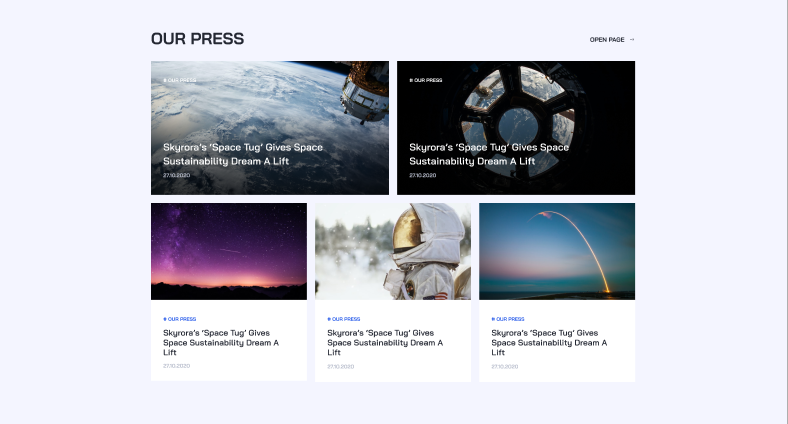 OUR PRESS
OPEN PAGE →
# OUR PRESS
Skyrora's 'Space Tug' Gives Space
Sustainability Dream A Lift
27.10.2020
# OUR PRESS
Skyrora's 'Space Tug' Gives Space
Sustainability Dream A Lift
27.10.2020
# OUR PRESS
Skyrora's 'Space Tug' Gives
Space Sustainability Dream A
Lift
27.10.2020
# OUR PRESS
Skyrora's 'Space Tug' Gives
Space Sustainability Dream A
Lift
27.10.2020
# OUR PRESS
Skyrora's 'Space Tug' Gives
Space Sustainability Dream A
Lift
27.10.2020